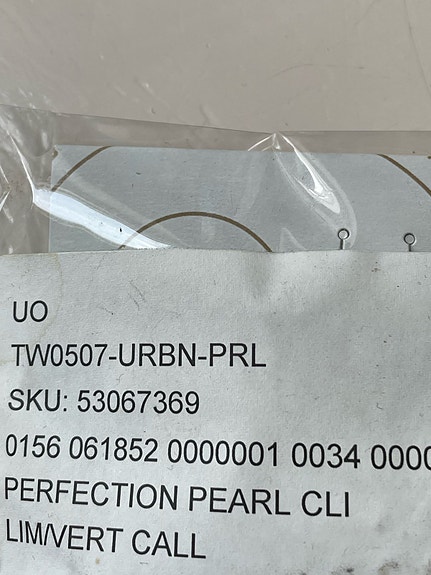 UO
TW0507-URBN-PRL
SKU: 53067369
0156 061852 0000001 0034 0000
PERFECTION PEARL CLI
LIM/VERT CALL